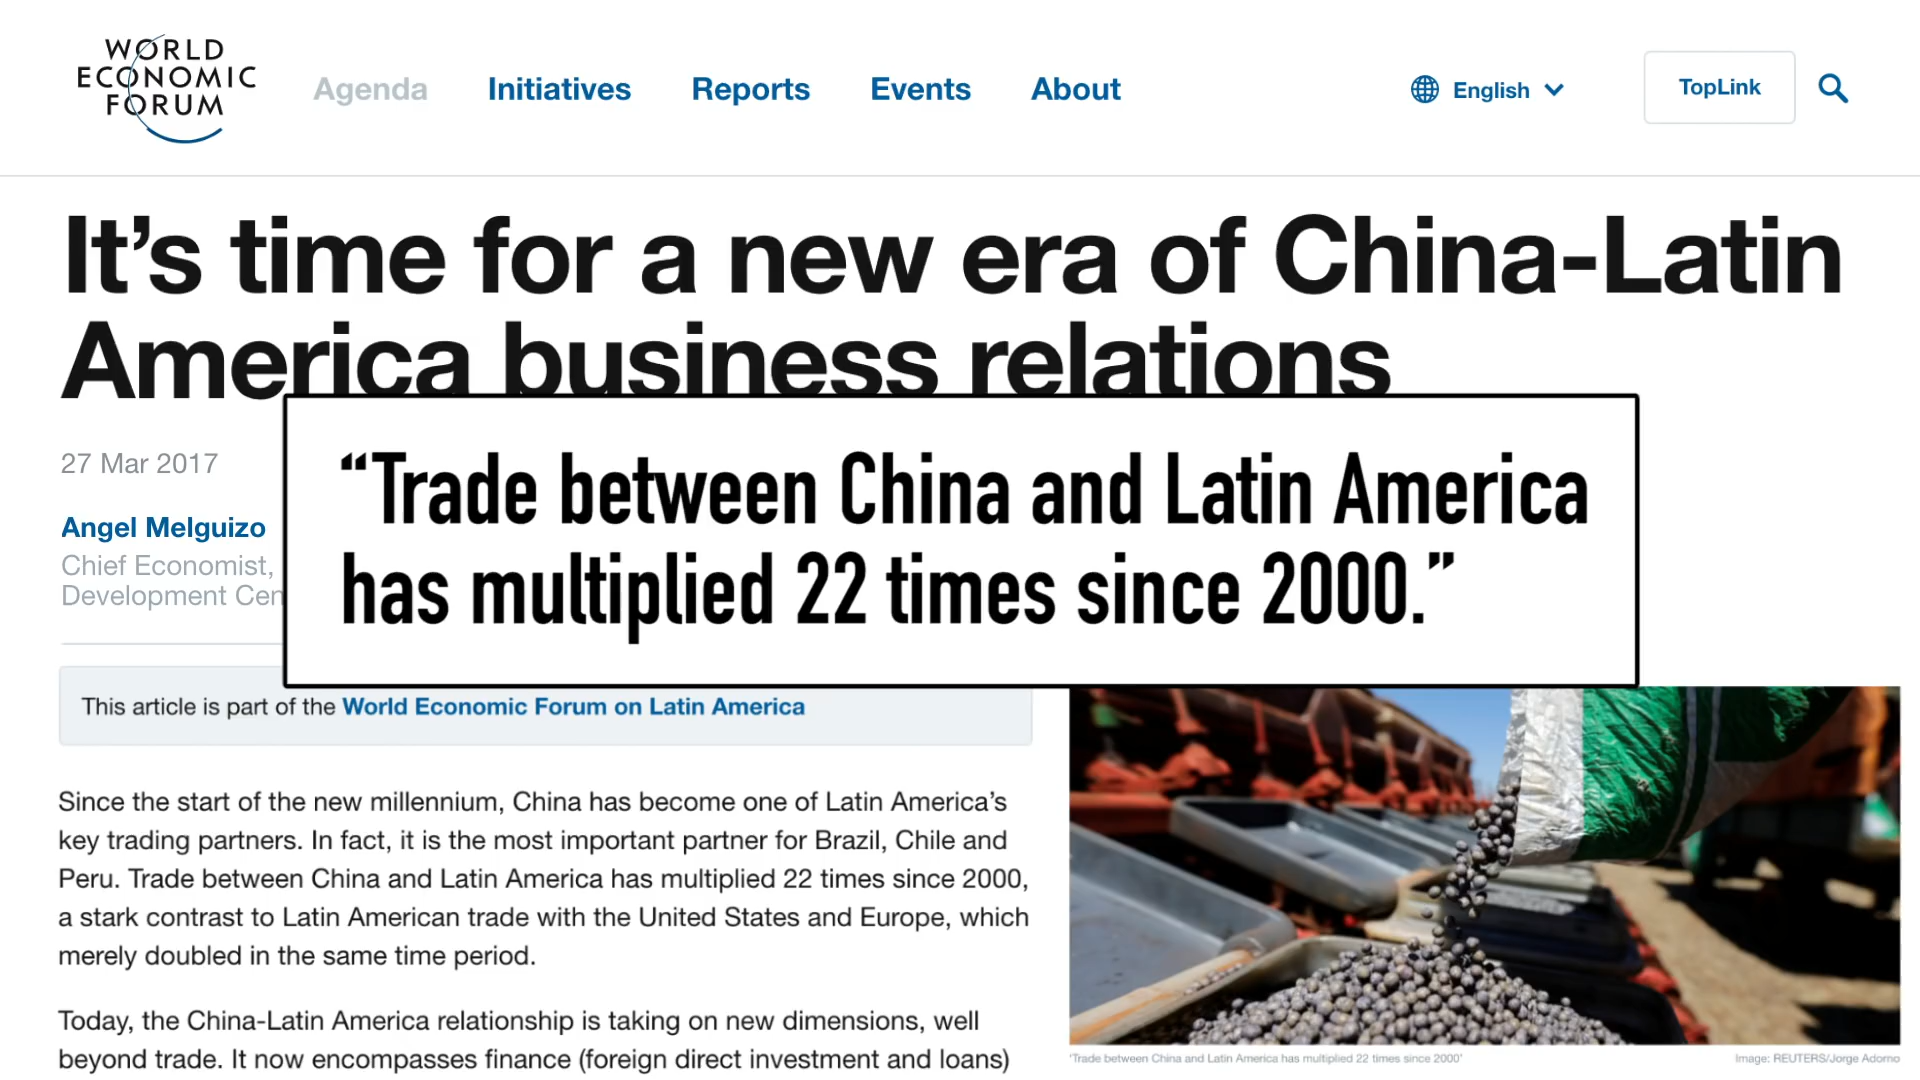 WORLD
ECONOMIC
FORUM
Agenda
Initiatives
Reports
Events
About
English
TopLink
It’s time for a new era of China-Latin
America business relations
27 Mar 2017
Angel Melguizo
Chief Economist,
Development Cen
“Trade between China and Latin America
has multiplied 22 times since 2000.”
This article is part of the World Economic Forum on Latin America
Since the start of the new millennium, China has become one of Latin America’s
key trading partners. In fact, it is the most important partner for Brazil, Chile and
Peru. Trade between China and Latin America has multiplied 22 times since 2000,
a stark contrast to Latin American trade with the United States and Europe, which
merely doubled in the same time period.
Today, the China-Latin America relationship is taking on new dimensions, well
beyond trade. It now encompasses finance (foreign direct investment and loans)
'Trade between China and Latin America has multiplied 22 times since 2000'
Image: REUTERS/Jorge Adorno